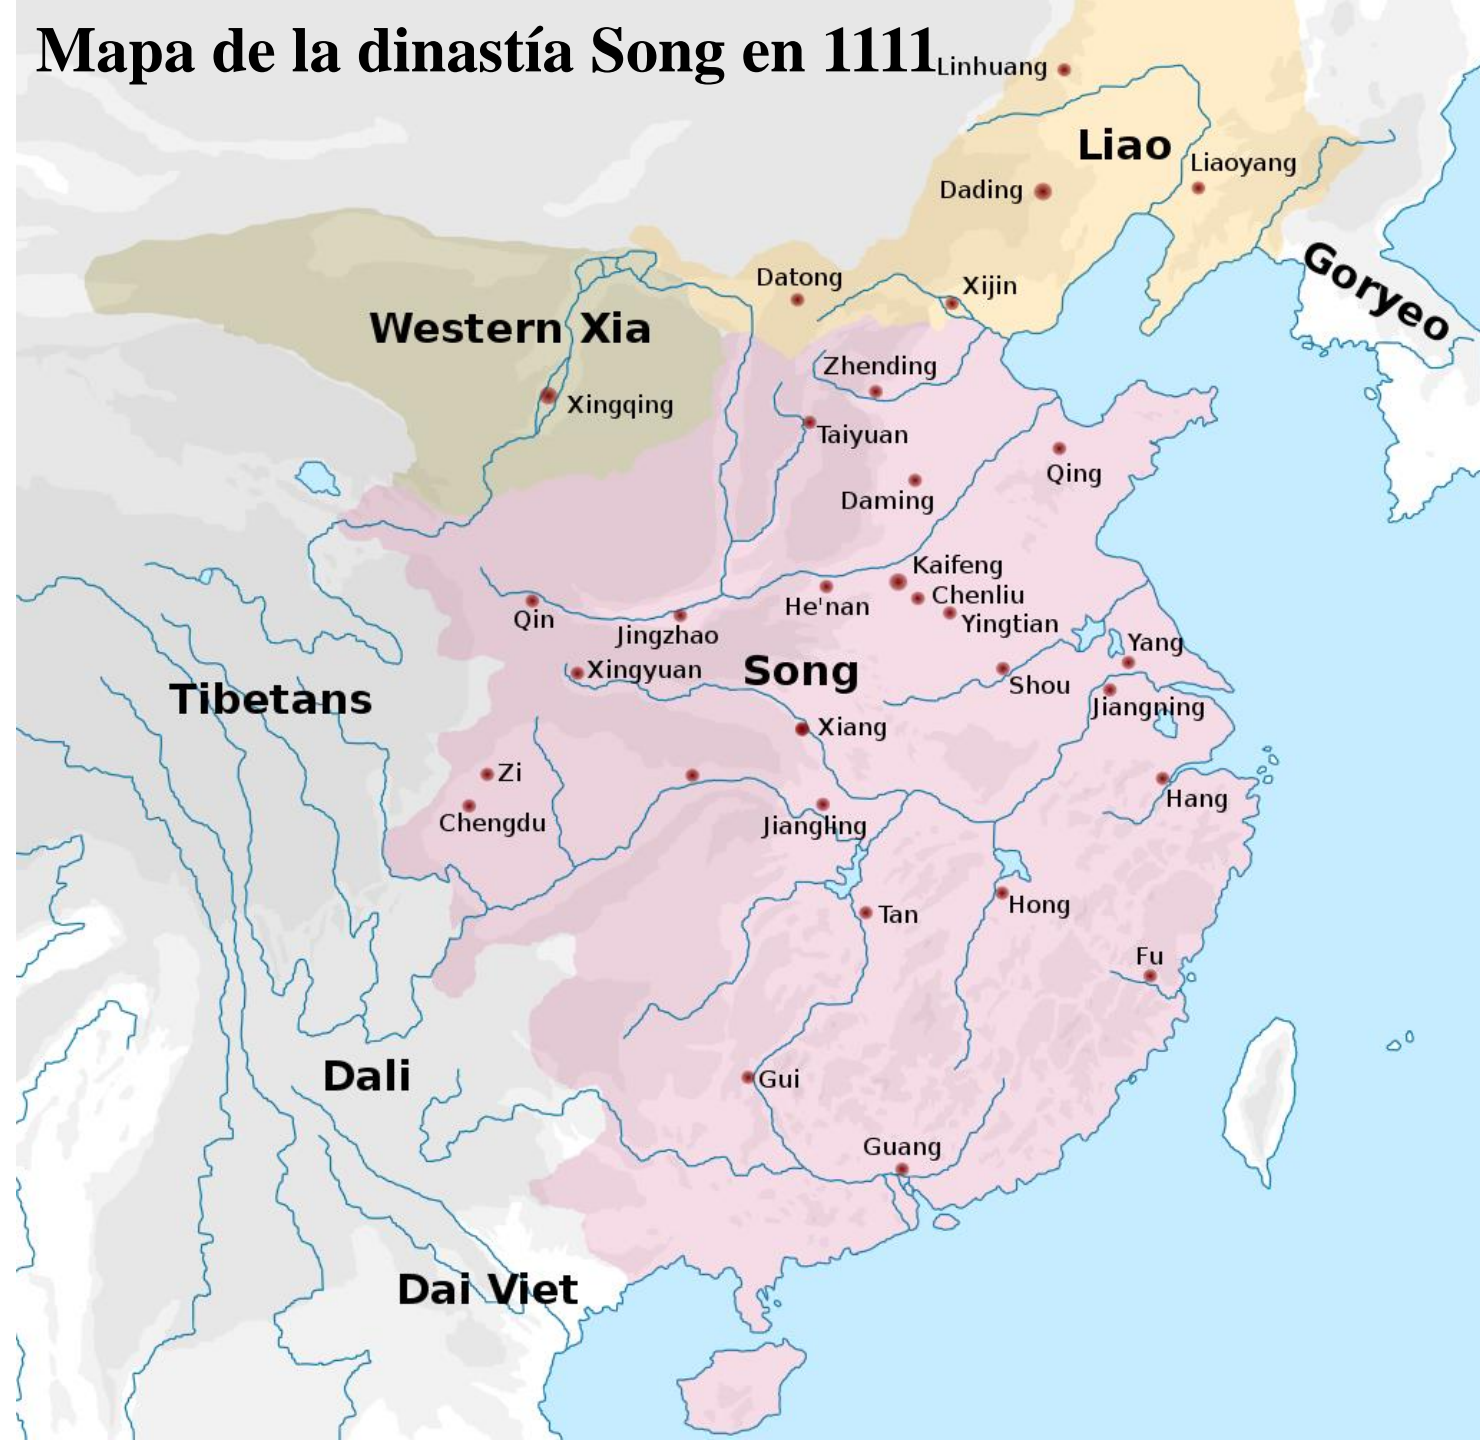 Mapa de la dinastía Song en 1111
Linhuang
Liao
Liaoyang
Dading
Goryeo
Datong
Xijin
Western Xia
Zhending
Xingqing
Taiyuan
Qing
Daming
Kaifeng
Chenliu
He'nan
Yingtian
Qin
Jingzhao
Yang
Xingyuan
Song
Shou
Tibetans
Jiangning
Xiang
Zi
Hang
Chengdu
Jiangling
Hong
Tan
Fu
Dali
Gui
Guang
Dai Viet